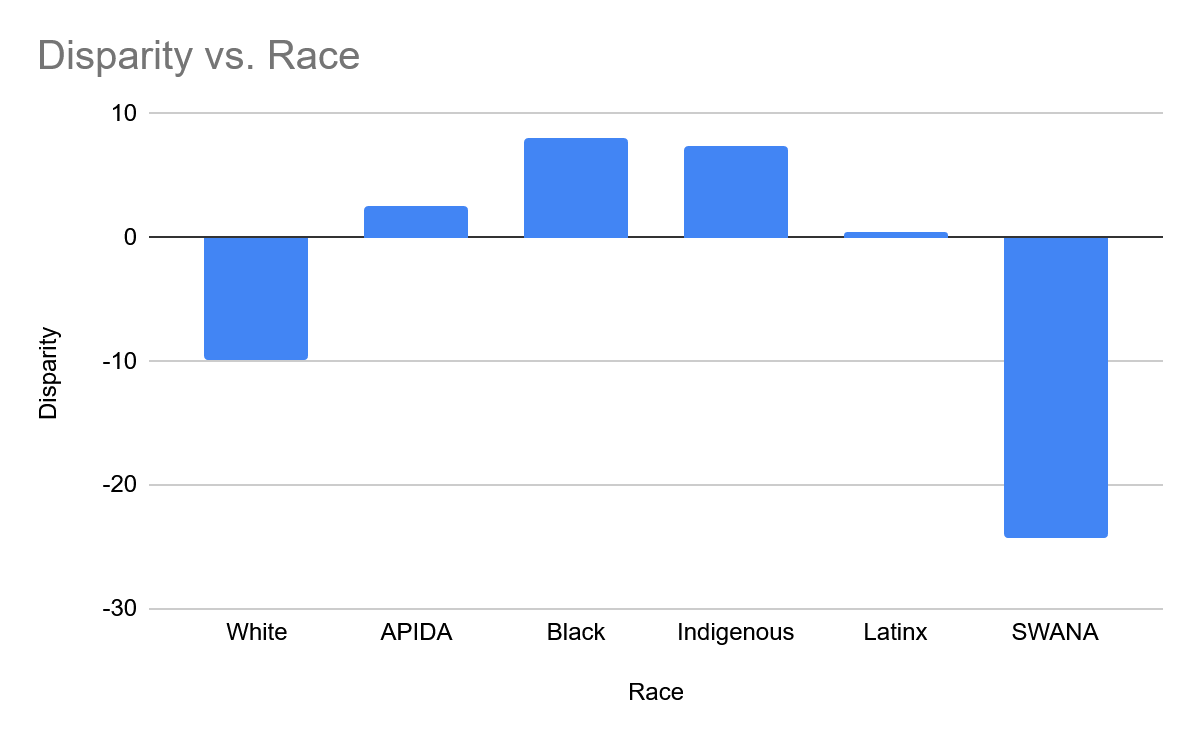 Disparity vs. Race
10
0
-10
-20
-30
Disparity
White APIDA Black Indigenous Latinx SWANA
Race